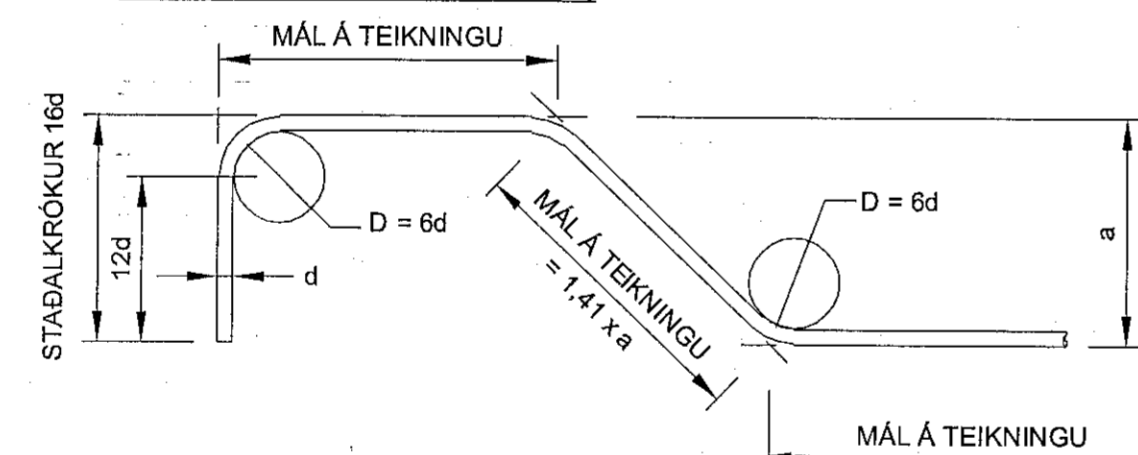 MÁL Á TEIKNINGU
STAÐALKRÓKUR 16d
12d
d
D = 6d
MÁL Á TEIKNINGU
= 1,41 x a
D = 6d
a
MÁL Á TEIKNINGU